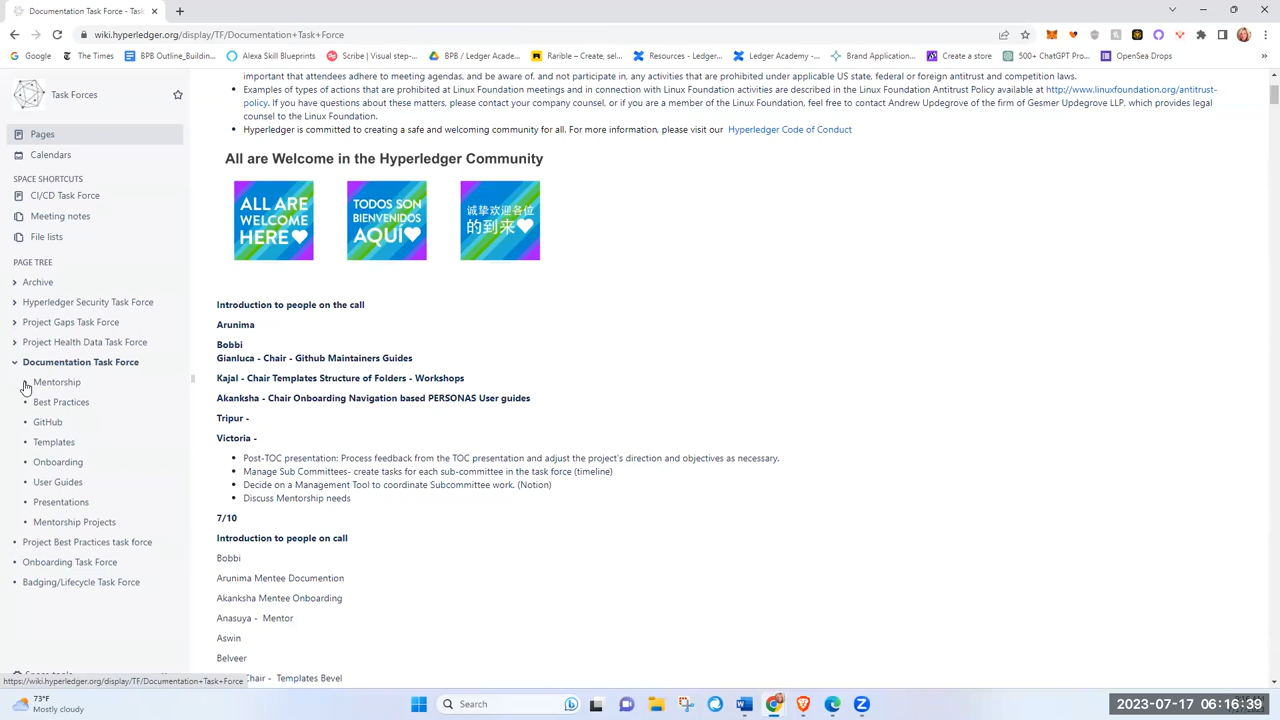 Documentation Task Force - Task
wiki.hyperledger.org/display/TF/Documentation+Task+Force
Google
The Times
BPB Outline_Building...
Alexa Skill Blueprints
Scribe | Visual step-...
BPB / Ledger Acade...
Rarible — Create, sel...
Resources - Ledger...
Ledger Academy -...
Brand Application...
Create a store
500+ ChatGPT Pro...
OpenSea Drops
»
Task Forces
Pages
Calendars
SPACE SHORTCUTS
CI/CD Task Force
Meeting notes
File lists
PAGE TREE
Archive
Hyperledger Security Task Force
Project Gaps Task Force
Project Health Data Task Force
Documentation Task Force
Mentorship
Best Practices
GitHub
Templates
Onboarding
User Guides
Presentations
Mentorship Projects
Project Best Practices task force
Onboarding Task Force
Badging/Lifecycle Task Force
https://wiki.hyperledger.org/display/TF/Documentation+Task+Force
important that attendees adhere to meeting agendas, and be aware of, and not participate in, any activities that are prohibited under applicable US state, federal or foreign antitrust and competition laws.
Examples of types of actions that are prohibited at Linux Foundation meetings and in connection with Linux Foundation activities are described in the Linux Foundation Antitrust Policy available at http://www.linuxfoundation.org/antitrust-
policy. If you have questions about these matters, please contact your company counsel, or if you are a member of the Linux Foundation, feel free to contact Andrew Updegrove of the firm of Gesmer Updegrove LLP, which provides legal
counsel to the Linux Foundation.
Hyperledger is committed to creating a safe and welcoming community for all. For more information, please visit our Hyperledger Code of Conduct
All are Welcome in the Hyperledger Community
ALL ARE
WELCOME
HERE
TODOS SON
BIENVENIDOS
AQUÍ
诚挚欢迎各位
的到来
Introduction to people on the call
Arunima
Bobbi
Gianluca - Chair - Github Maintainers Guides
Kajal - Chair Templates Structure of Folders - Workshops
Akanksha - Chair Onboarding Navigation based PERSONAS User guides
Tripur -
Victoria -
Post-TOC presentation: Process feedback from the TOC presentation and adjust the project's direction and objectives as necessary.
Manage Sub Committees- create tasks for each sub-committee in the task force (timeline)
Decide on a Management Tool to coordinate Subcommittee work. (Notion)
Discuss Mentorship needs
7/10
Introduction to people on call
Bobbi
Arunima Mentee Documention
Akanksha Mentee Onboarding
Anasuya - Mentor
Aswin
Belveer
Chair - Templates Bevel
73°F
Mostly cloudy
Search
2023-07-17 06:16:39